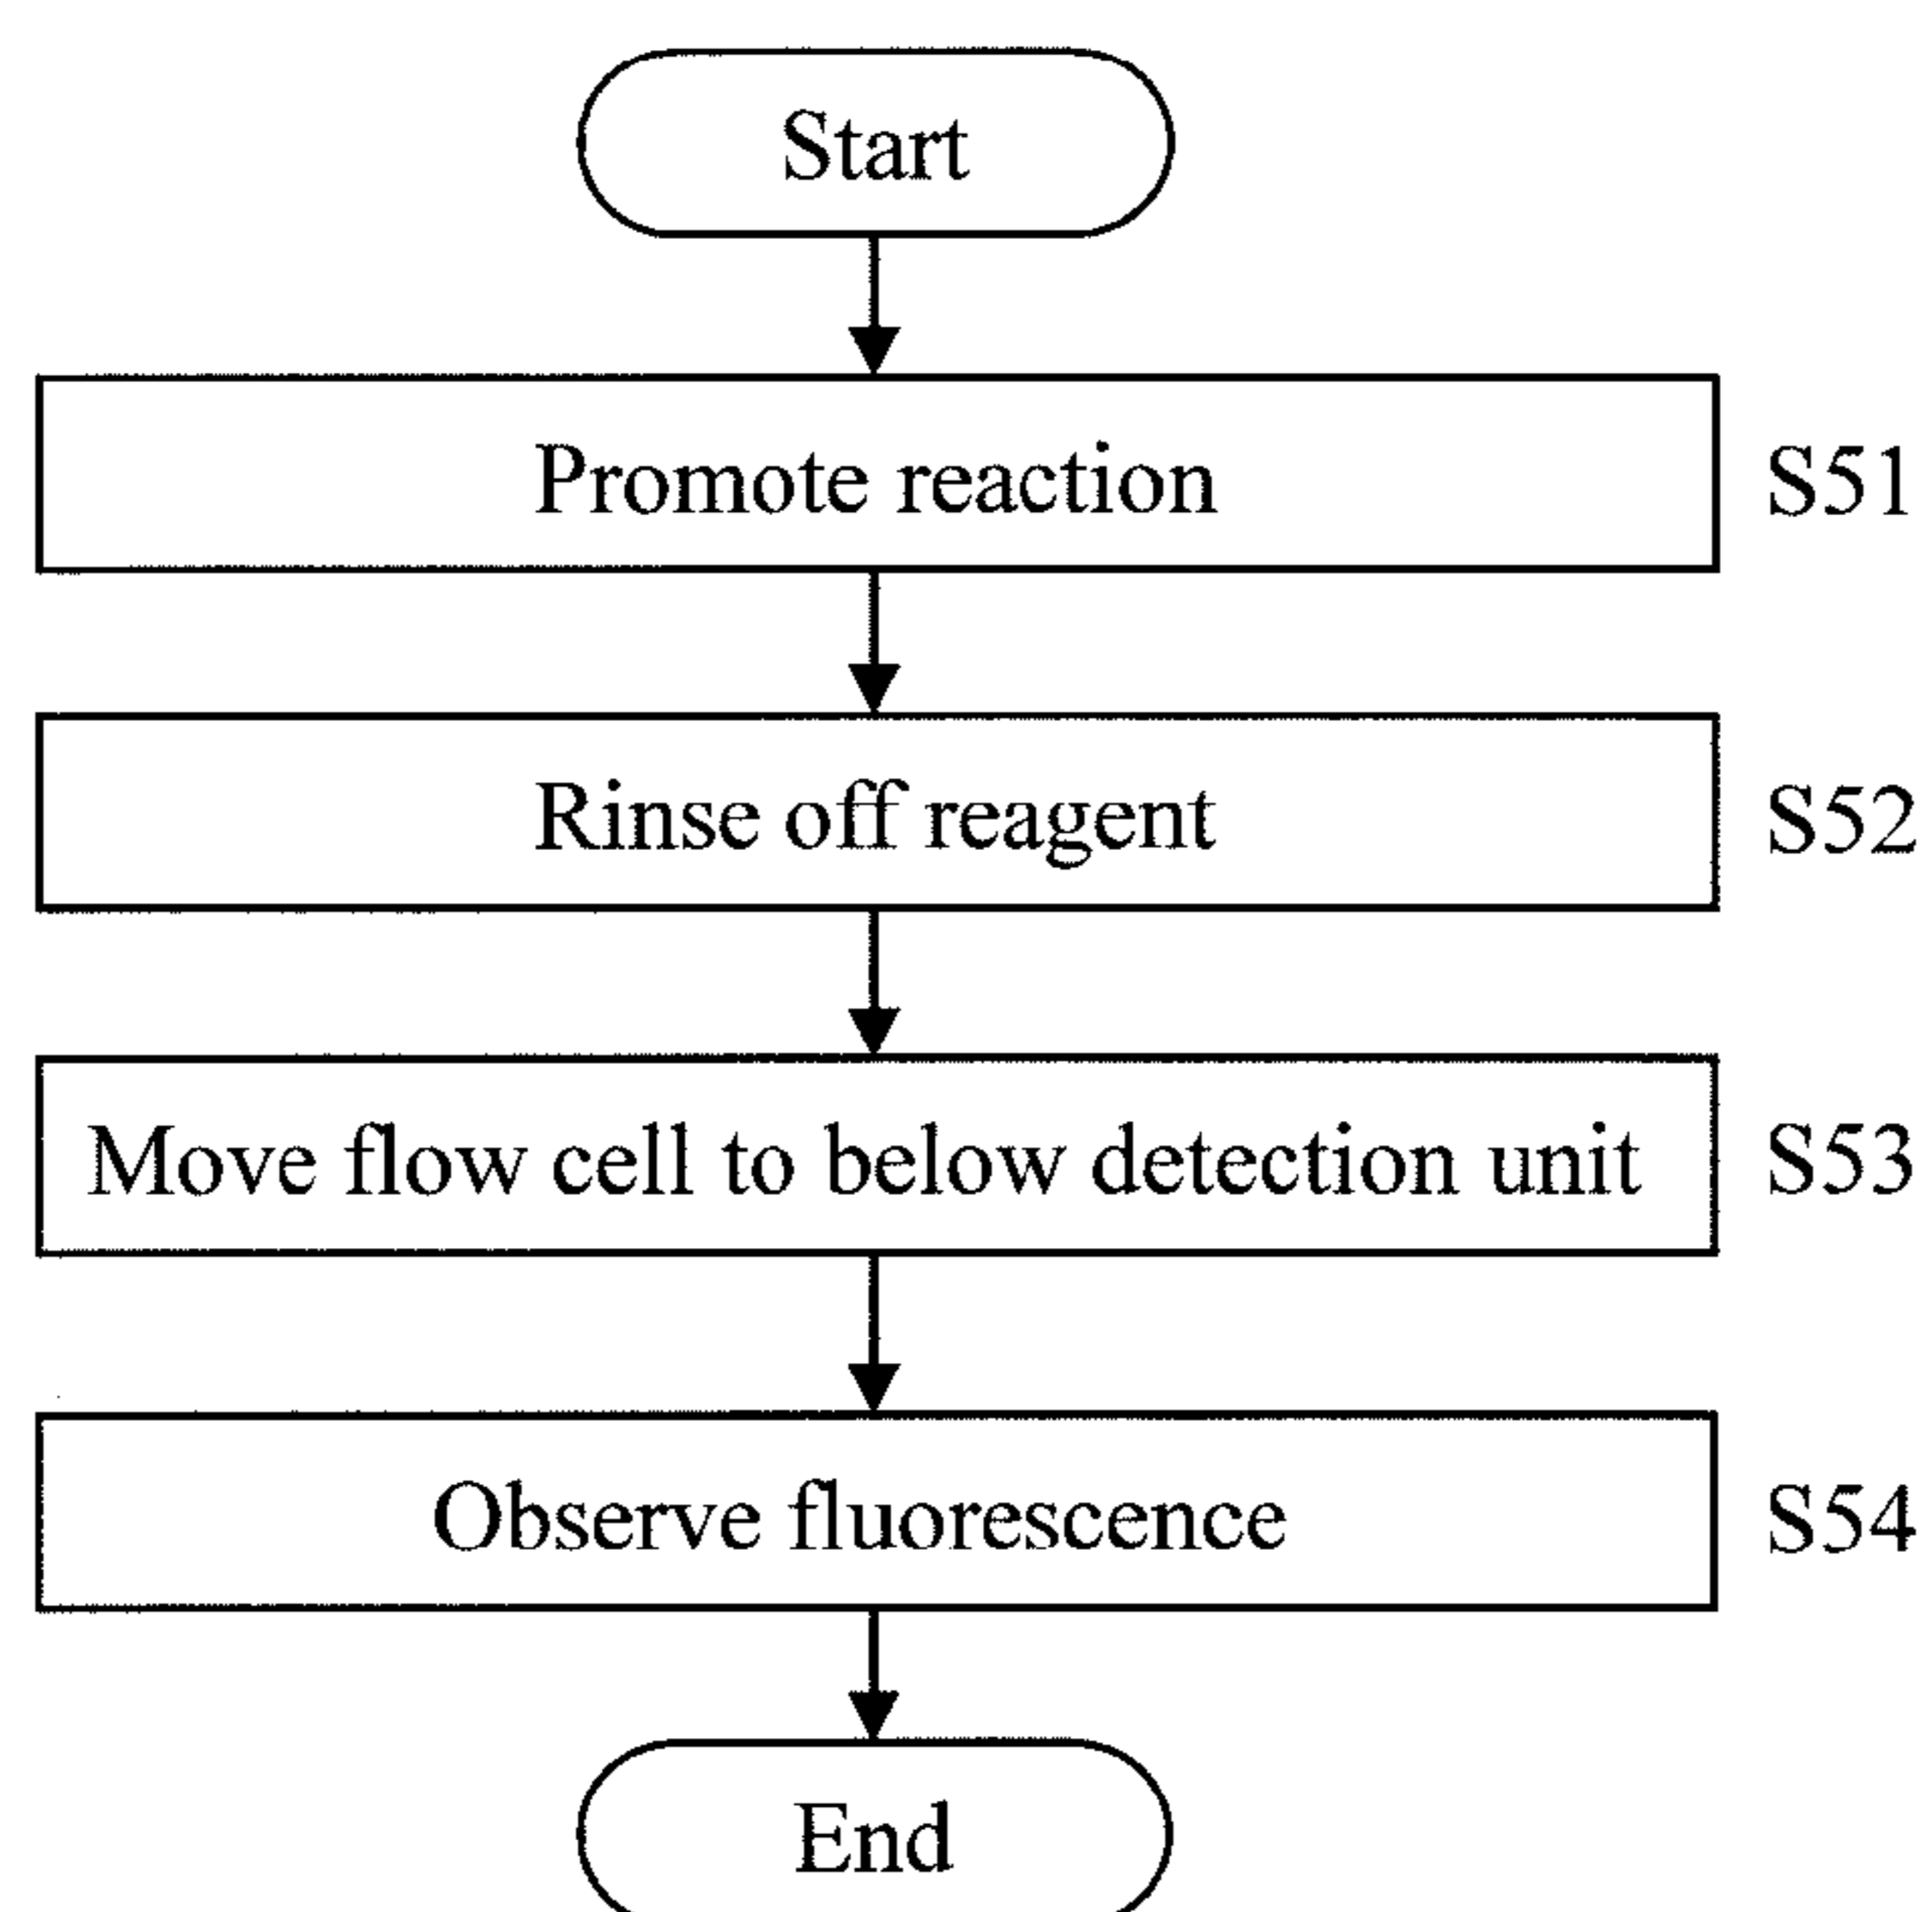 Start
Promote reaction S51
Rinse off reagent S52
Move flow cell to below detection unit S53
Observe fluorescence S54
End